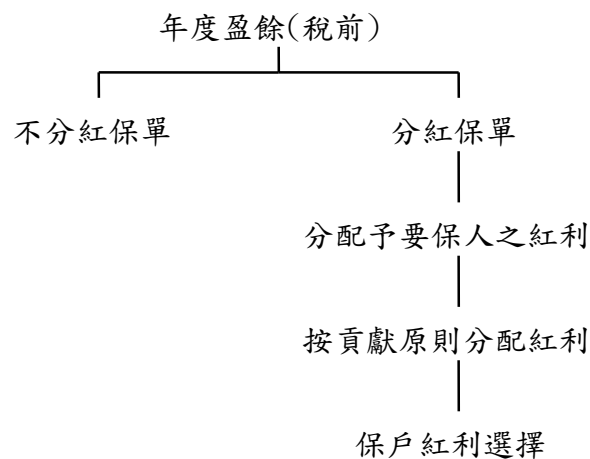 年度盈餘(稅前)
不分紅保單
分紅保單
分配予要保人之紅利
按貢獻原則分配紅利
保戶紅利選擇